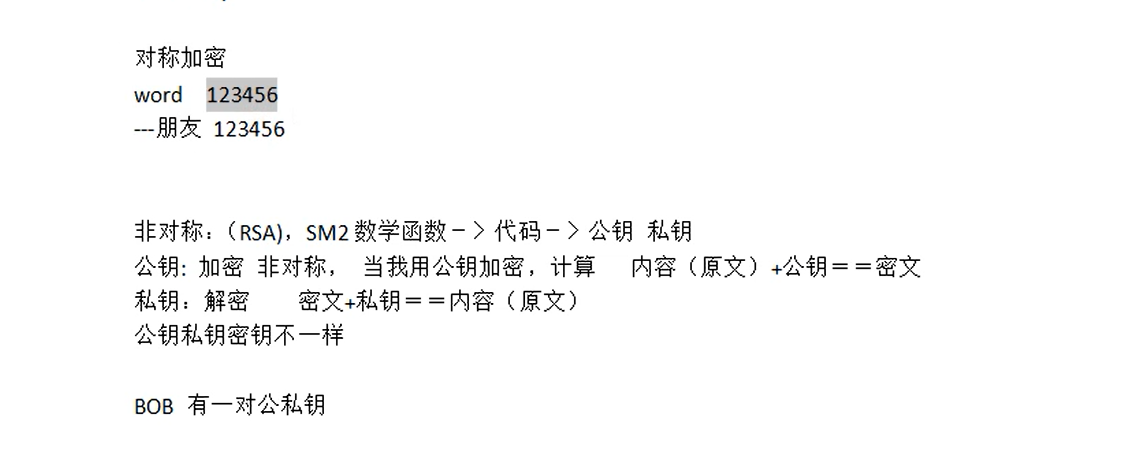 对称加密
word 123456
---朋友 123456
非对称：（RSA)，SM2 数学函数－＞代码－＞公钥 私钥
公钥: 加密 非对称， 当我用公钥加密，计算 内容（原文）+公钥＝＝密文
私钥：解密 密文+私钥＝＝内容（原文）
公钥私钥密钥不一样
BOB 有一对公私钥